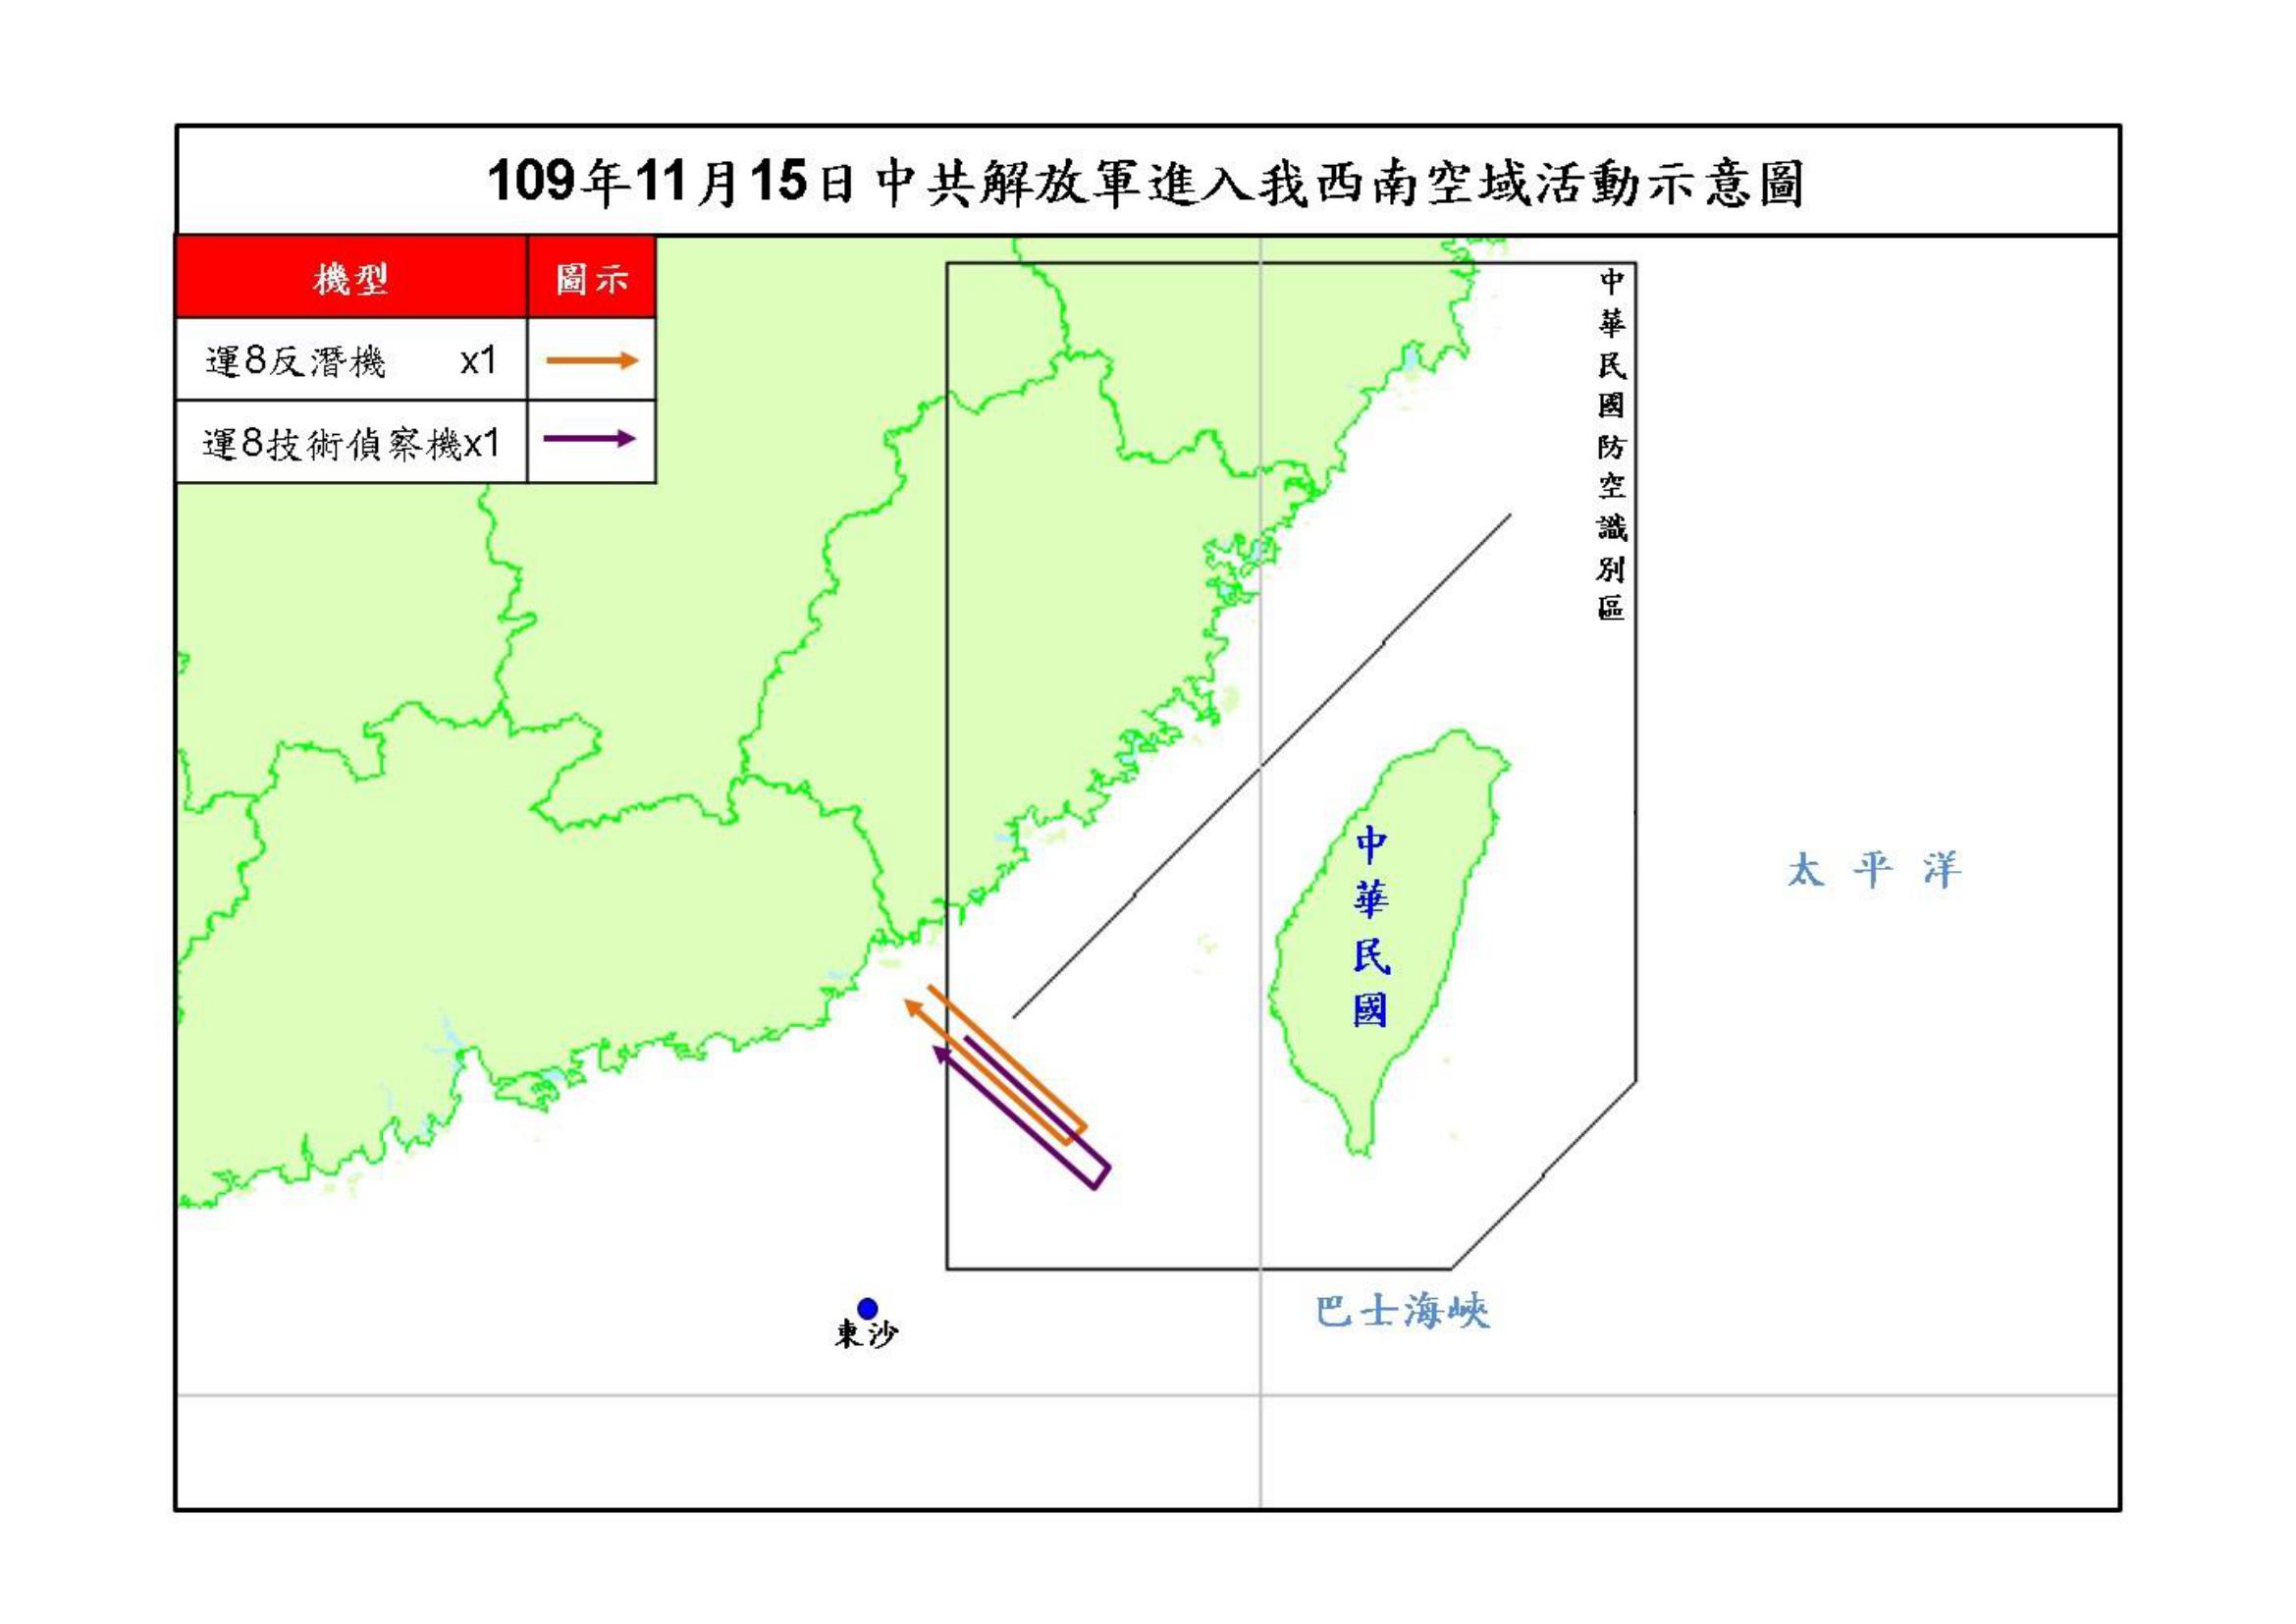 109年11月15日中共解放軍進入我西南空域活動示意圖
機型 圖示
運8反潛機 x1
運8技術偵察機x1
中華民國防空識別區
中華民國
太平洋
巴士海峽
東沙